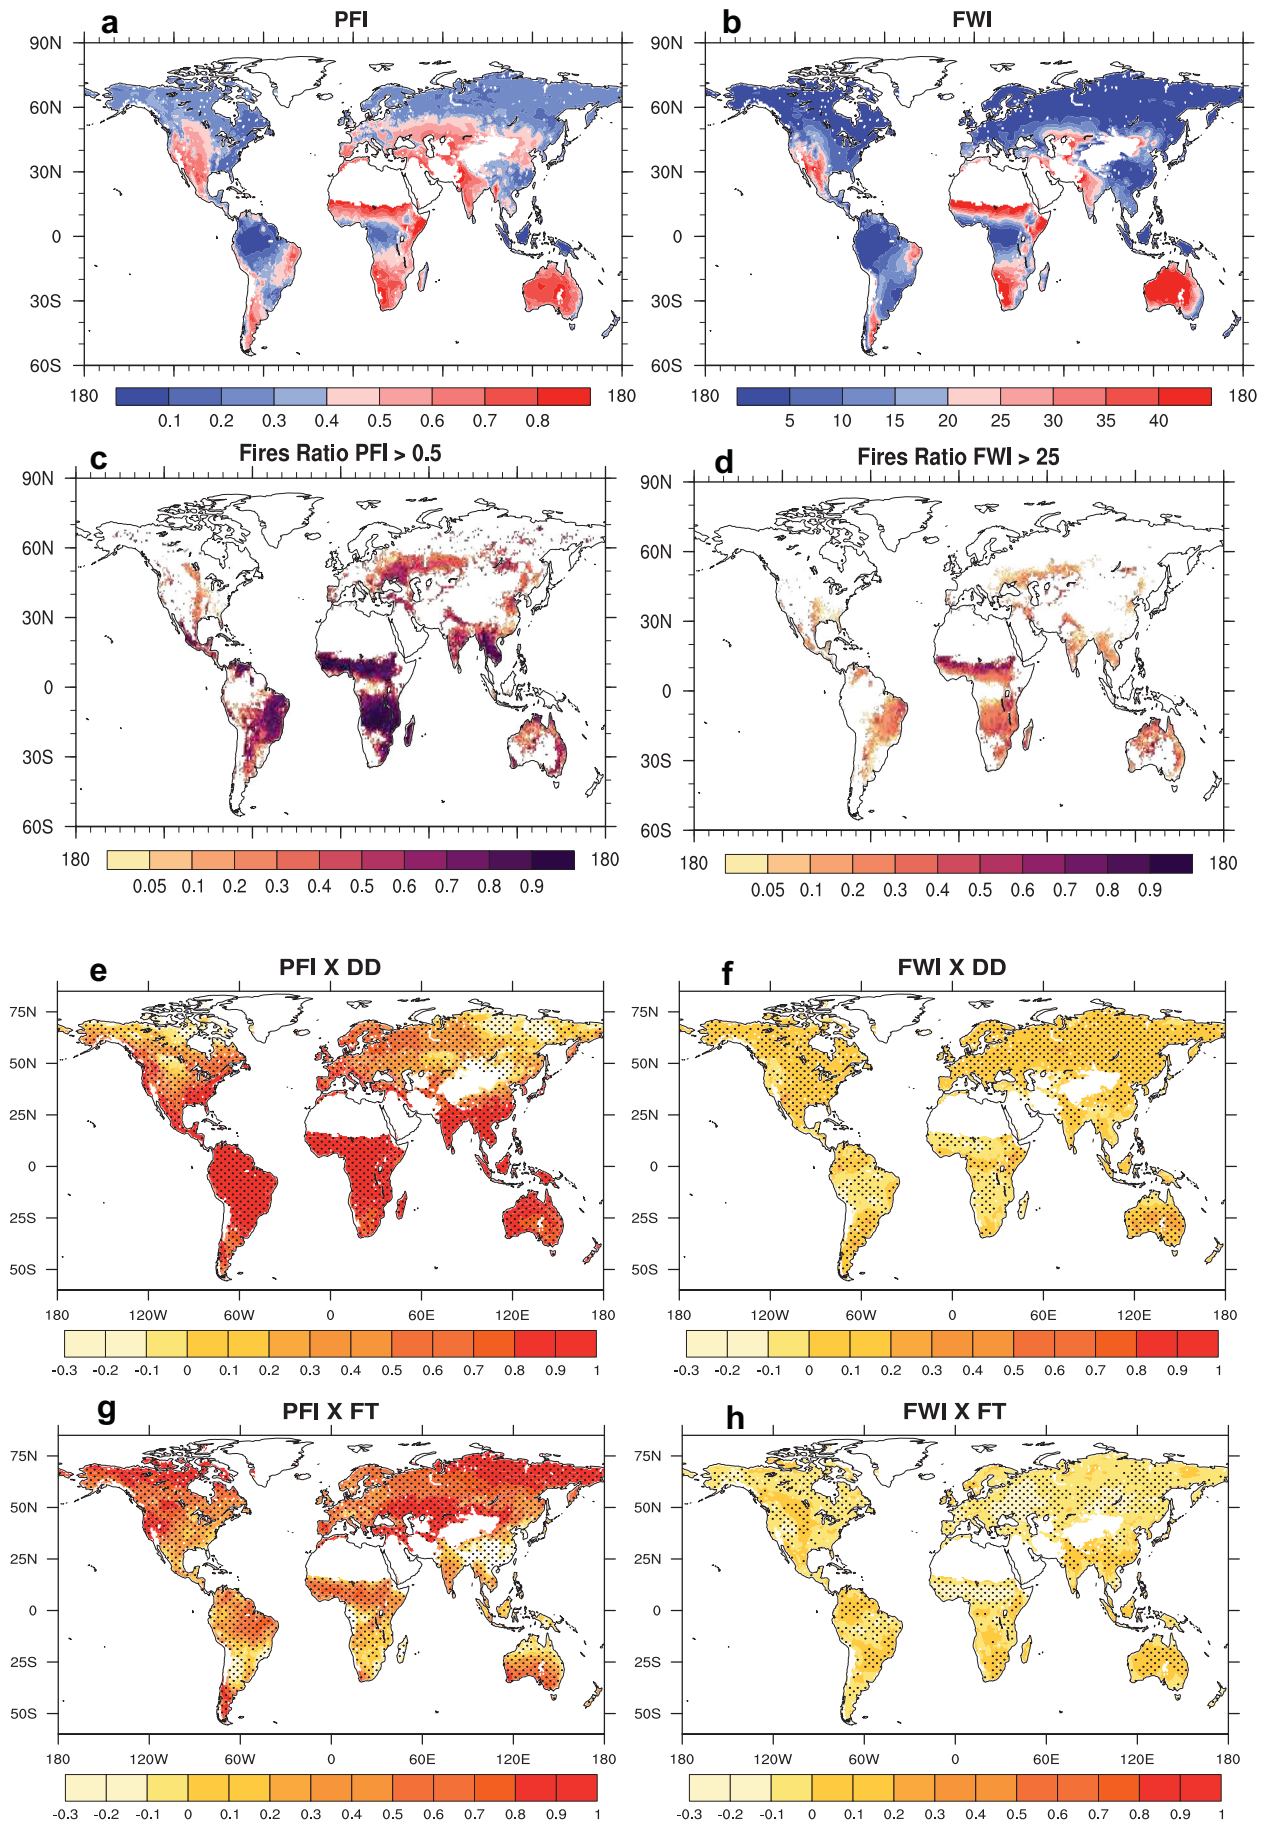 a PFI
90N
60N
30N
0
30S
60S
180 180
0.1 0.2 0.3 0.4 0.5 0.6 0.7 0.8
b FWI
90N
60N
30N
0
30S
60S
180 180
5 10 15 20 25 30 35 40
c Fires Ratio PFI > 0.5
90N
60N
30N
0
30S
60S
180 180
0.05 0.1 0.2 0.3 0.4 0.5 0.6 0.7 0.8 0.9
d Fires Ratio FWI > 25
90N
60N
30N
0
30S
60S
180 180
0.05 0.1 0.2 0.3 0.4 0.5 0.6 0.7 0.8 0.9
e PFI X DD
75N
50N
25N
0
25S
50S
180 120W 60W 0 60E 120E 180
-0.3 -0.2 -0.1 0 0.1 0.2 0.3 0.4 0.5 0.6 0.7 0.8 0.9 1
f FWI X DD
75N
50N
25N
0
25S
50S
180 120W 60W 0 60E 120E 180
-0.3 -0.2 -0.1 0 0.1 0.2 0.3 0.4 0.5 0.6 0.7 0.8 0.9 1
g PFI X FT
75N
50N
25N
0
25S
50S
180 120W 60W 0 60E 120E 180
-0.3 -0.2 -0.1 0 0.1 0.2 0.3 0.4 0.5 0.6 0.7 0.8 0.9 1
h FWI X FT
75N
50N
25N
0
25S
50S
180 120W 60W 0 60E 120E 180
-0.3 -0.2 -0.1 0 0.1 0.2 0.3 0.4 0.5 0.6 0.7 0.8 0.9 1